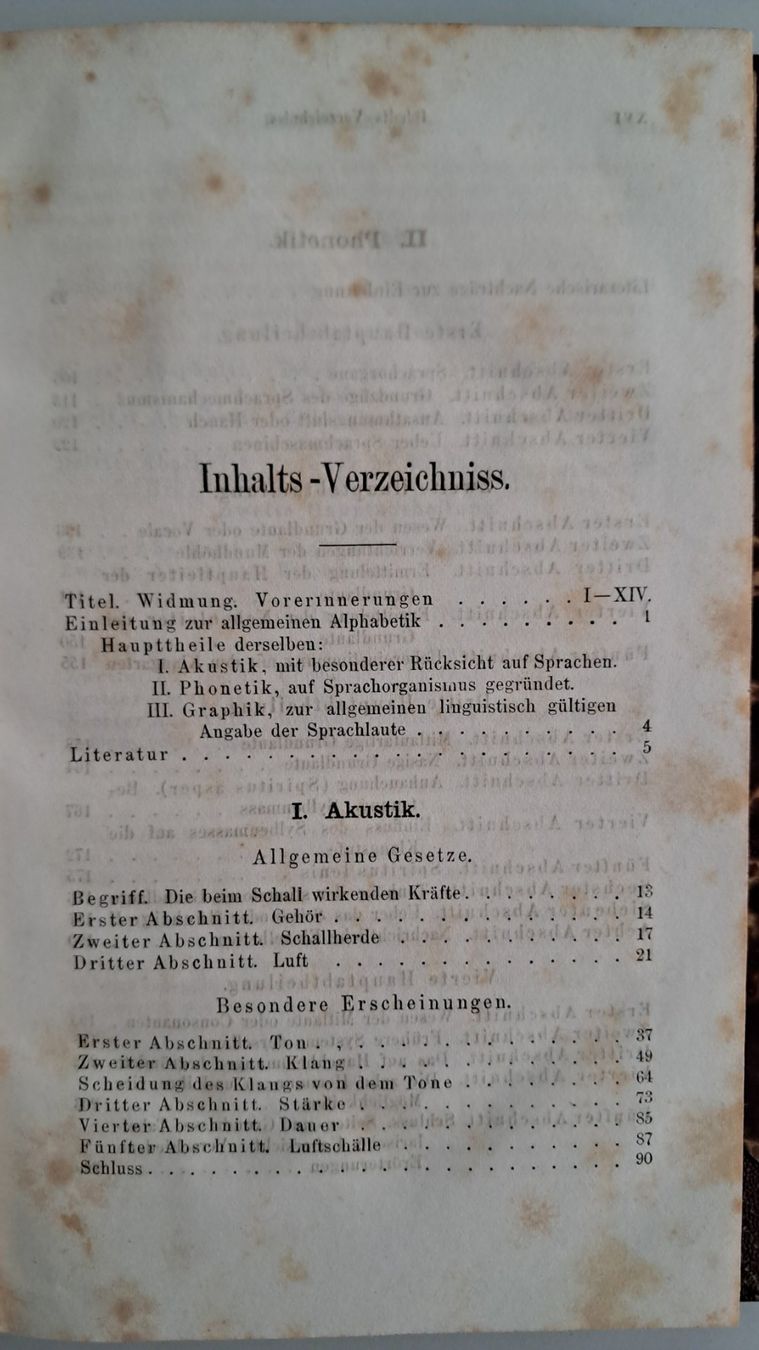 Inhalts-Verzeichniss.
Titel. Widmung. Vorerinnerungen . . . . . . I—XIV.
Einleitung zur allgemeinen Alphabetik . . . . . . . . . 1
Haupttheile derselben:
I. Akustik, mit besonderer Rücksicht auf Sprachen.
II. Phonetik, auf Sprachorganismus gegründet.
III. Graphik, zur allgemeinen linguistisch gültigen
Angabe der Sprachlaute . . . . . . . . . . 4
Literatur . . . . . . . . . . . . . . . . . . . . 5
I. Akustik.
Allgemeine Gesetze.
Begriff. Die beim Schall wirkenden Kräfte . . . . . . . . 13
Erster Abschnitt. Gehör . . . . . . . . . . . . . . 14
Zweiter Abschnitt. Schallherde . . . . . . . . . . . 17
Dritter Abschnitt. Luft . . . . . . . . . . . . . . 21
Besondere Erscheinungen.
Erster Abschnitt. Ton . . . . . . . . . . . . . . . 37
Zweiter Abschnitt. Klang . . . . . . . . . . . . . 49
Scheidung des Klangs von dem Tone . . . . . . . . 64
Dritter Abschnitt. Stärke . . . . . . . . . . . . . 73
Vierter Abschnitt. Dauer . . . . . . . . . . . . . 85
Fünfter Abschnitt. Luftschälle . . . . . . . . . . . 87
Schluss . . . . . . . . . . . . . . . . . . . . . . 90